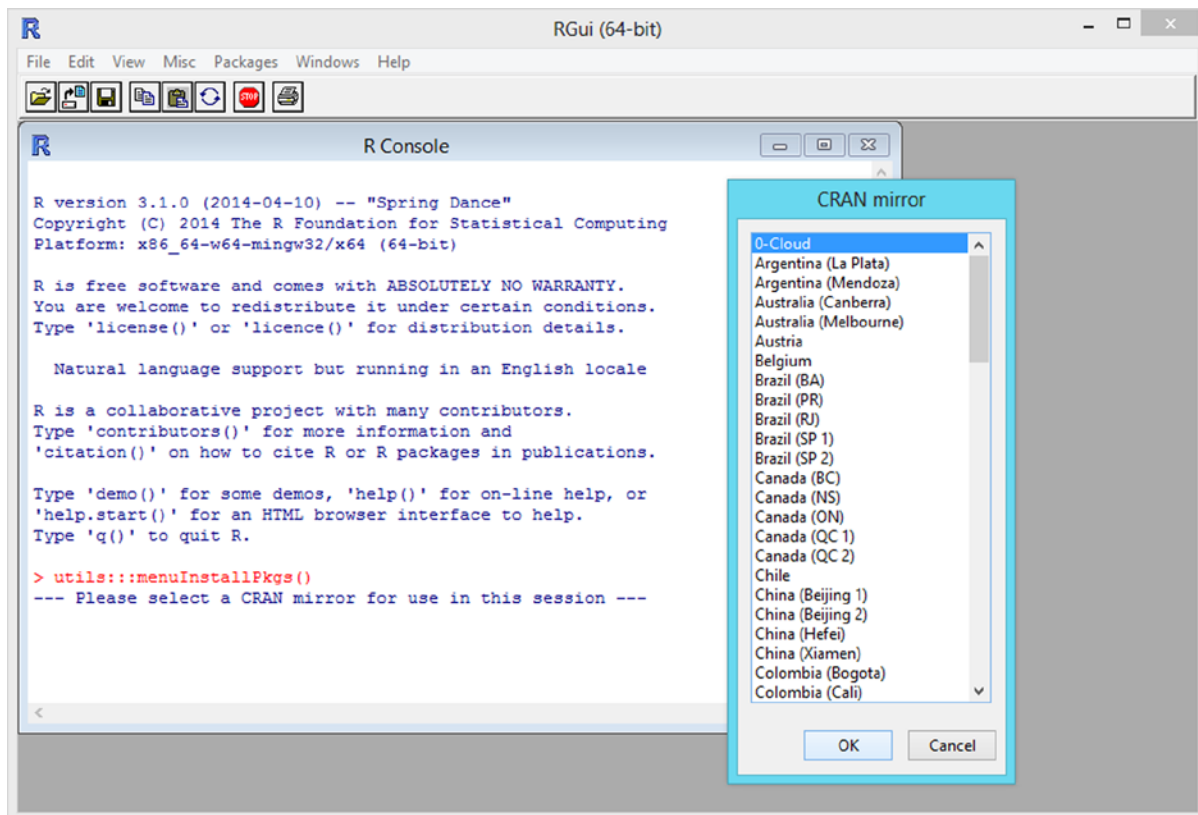 RGui (64-bit)
File Edit View Misc Packages Windows Help
STOP
R Console
R version 3.1.0 (2014-04-10) -- "Spring Dance"
Copyright (C) 2014 The R Foundation for Statistical Computing
Platform: x86_64-w64-mingw32/x64 (64-bit)
R is free software and comes with ABSOLUTELY NO WARRANTY.
You are welcome to redistribute it under certain conditions.
Type 'license()' or 'licence()' for distribution details.
Natural language support but running in an English locale
R is a collaborative project with many contributors.
Type 'contributors()' for more information and
'citation()' on how to cite R or R packages in publications.
Type 'demo()' for some demos, 'help()' for on-line help, or
'help.start()' for an HTML browser interface to help.
Type 'q()' to quit R.
> utils:::menuInstallPkgs()
--- Please select a CRAN mirror for use in this session ---
CRAN mirror
0-Cloud
Argentina (La Plata)
Argentina (Mendoza)
Australia (Canberra)
Australia (Melbourne)
Austria
Belgium
Brazil (BA)
Brazil (PR)
Brazil (RJ)
Brazil (SP 1)
Brazil (SP 2)
Canada (BC)
Canada (NS)
Canada (ON)
Canada (QC 1)
Canada (QC 2)
Chile
China (Beijing 1)
China (Beijing 2)
China (Hefei)
China (Xiamen)
Colombia (Bogota)
Colombia (Cali)
OK Cancel